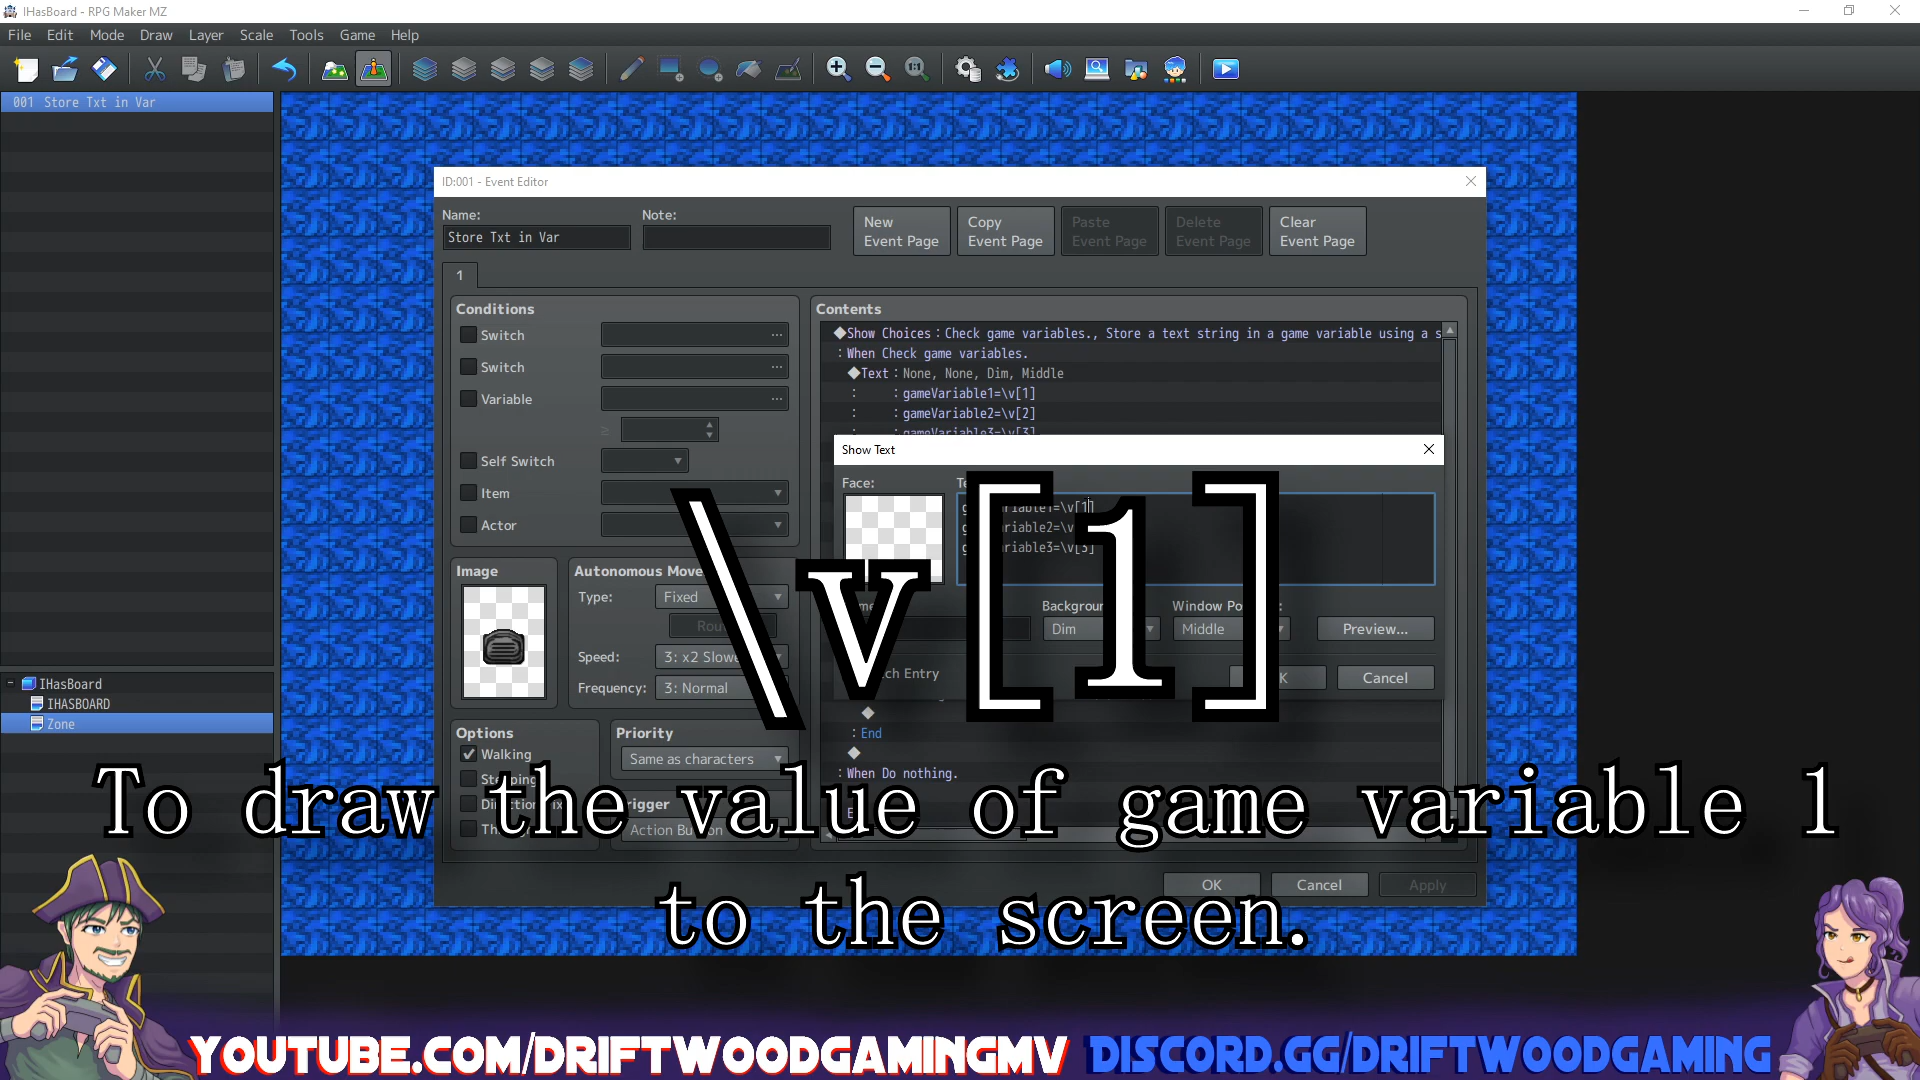 IHasBoard - RPG Maker MZ
File Edit Mode Draw Layer Scale Tools Game Help
001 Store Txt in Var
ID:001 - Event Editor
Name: Note:
Store Txt in Var
New Event Page
Copy Event Page
Paste Event Page
Delete Event Page
Clear Event Page
1
Conditions
Switch ...
Switch ...
Variable ...
≥
Self Switch
Item
Actor
Contents
◆Show Choices : Check game variables., Store a text string in a game variable using a s
: When Check game variables.
◆Text : None, None, Dim, Middle
: : gameVariable1=\v[1]
: : gameVariable2=\v[2]
: : gameVariable3=\v[3]
Show Text
Face:
\v[1]
Background
Dim
Middle
Preview...
Cancel
Image
Type: Fixed
Speed:
Frequency: 3: Normal
◆
: End
◆
: When Do nothing.
Options
Walking
Priority
Same as characters
OK Cancel Apply
IHasBoard
IHASBOARD
Zone
To draw the value of game variable 1
to the screen.
YOUTUBE.COM/DRIFTWOODGAMINGMV DISCORD.GG/DRIFTWOODGAMING